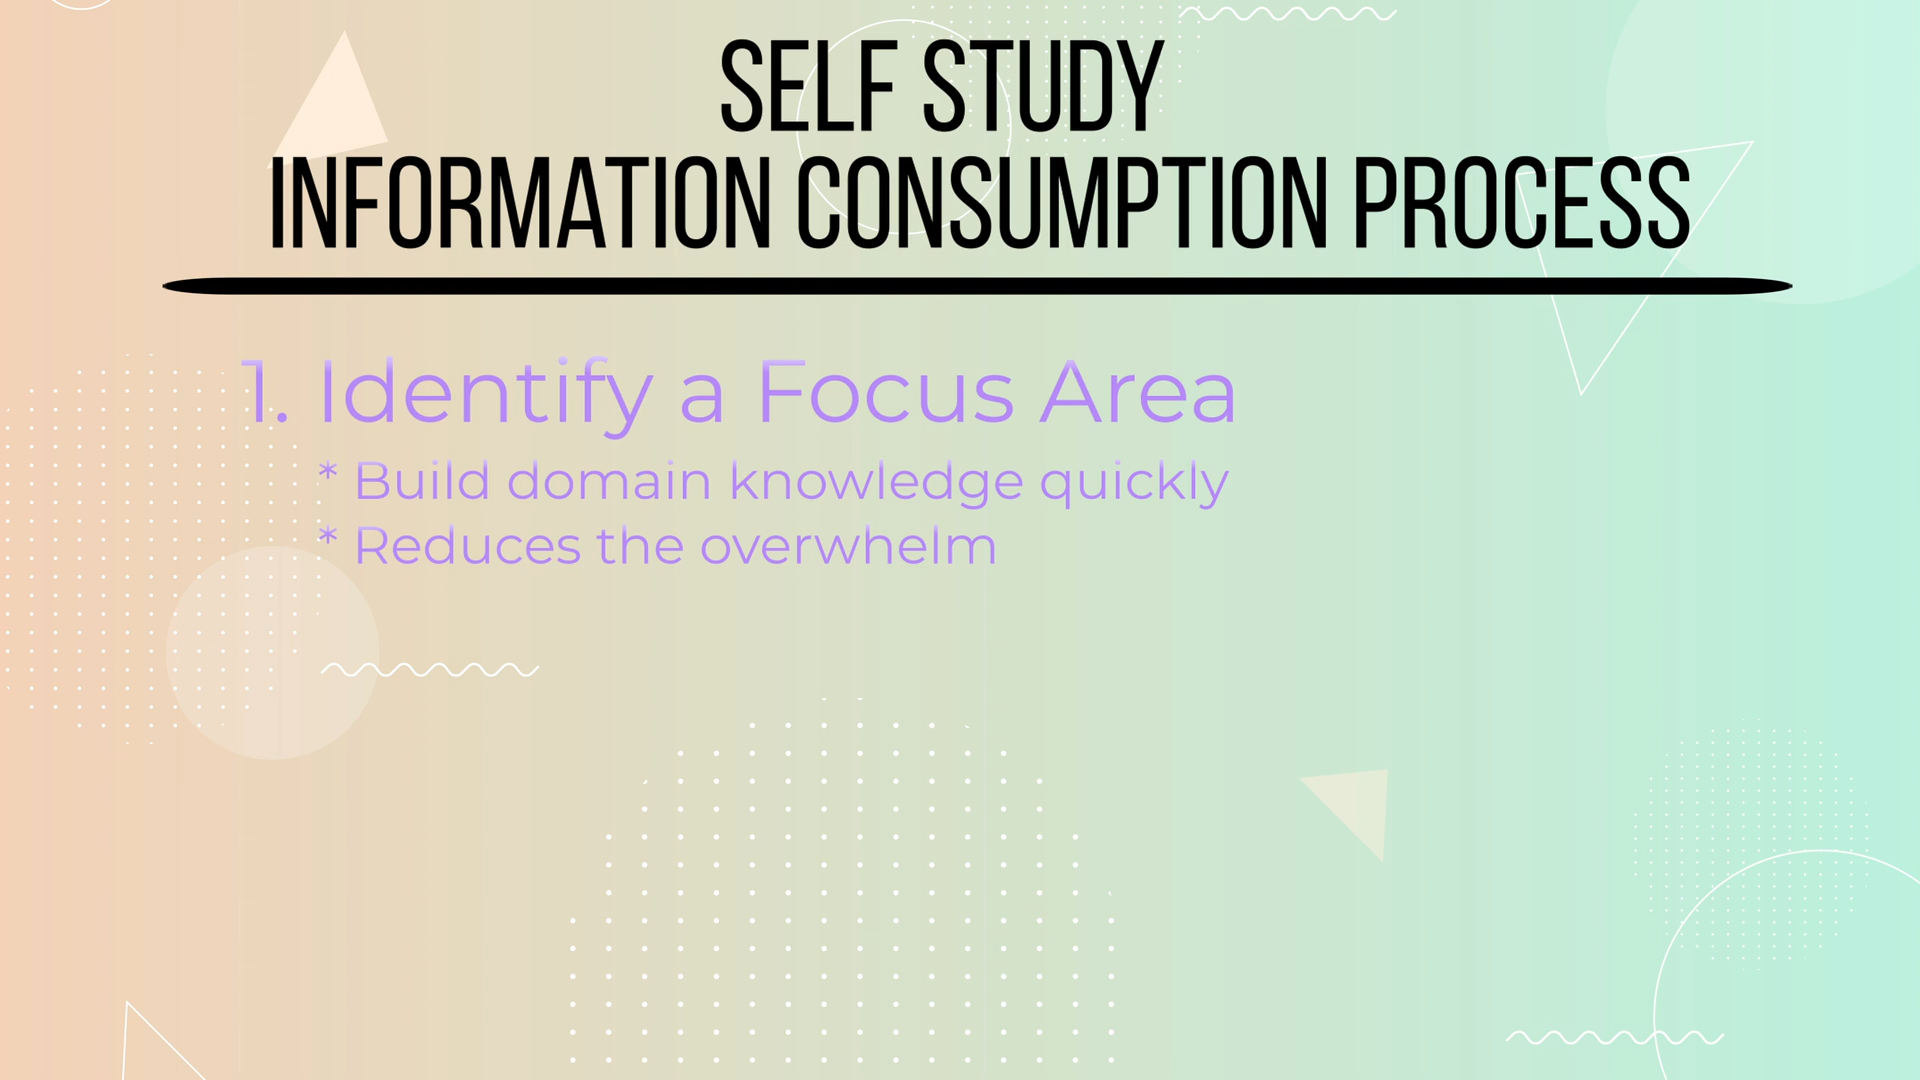 SELF STUDY
INFORMATION CONSUMPTION PROCESS
1. Identify a Focus Area
* Build domain knowledge quickly
* Reduces the overwhelm